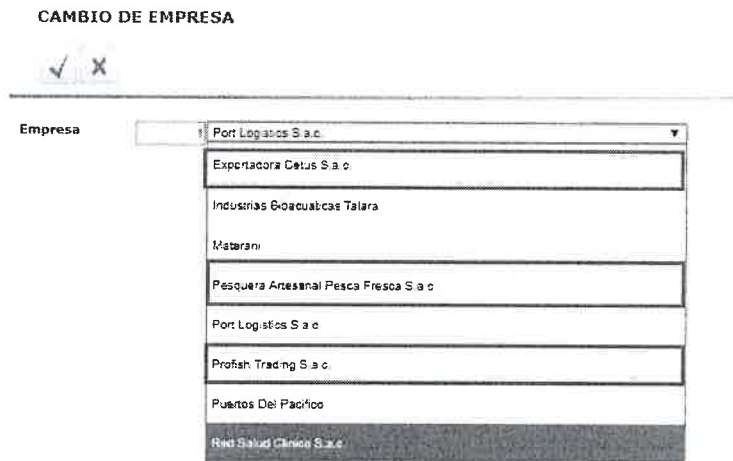 CAMBIO DE EMPRESA
Empresa
1 Port Logistics S.a.c.
Exportadora Cetus S.a.c.
Industrias Bioacuaticas Talara
Matarani
Pesquera Artesanal Pesca Fresca S.a.c
Port Logistics S.a.c
Profish Trading S.a.c.
Puertos Del Pacifico
Red Salud Clinica S.a.c.